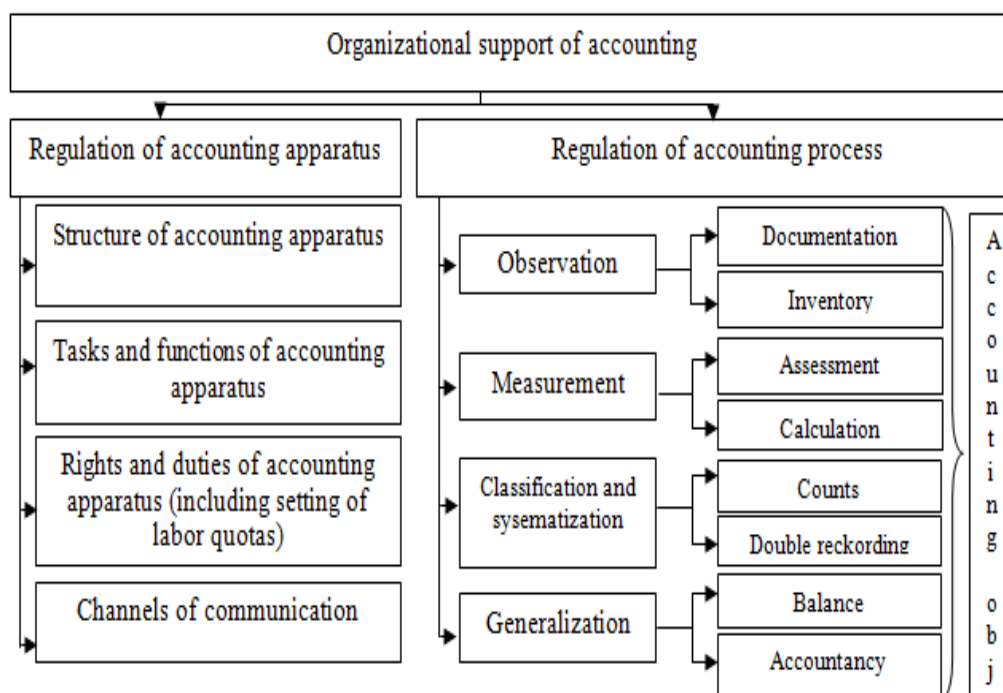 Organizational support of accounting
Regulation of accounting apparatus
Structure of accounting apparatus
Tasks and functions of accounting
apparatus
Rights and duties of accounting
apparatus (including setting of
labor quotas)
Channels of communication
Regulation of accounting process
Observation
Documentation
Inventory
Measurement
Assessment
Calculation
Classification and
sysematization
Counts
Double reckording
Generalization
Balance
Accountancy
A
c
c
o
u
n
t
i
n
g
o
b
j